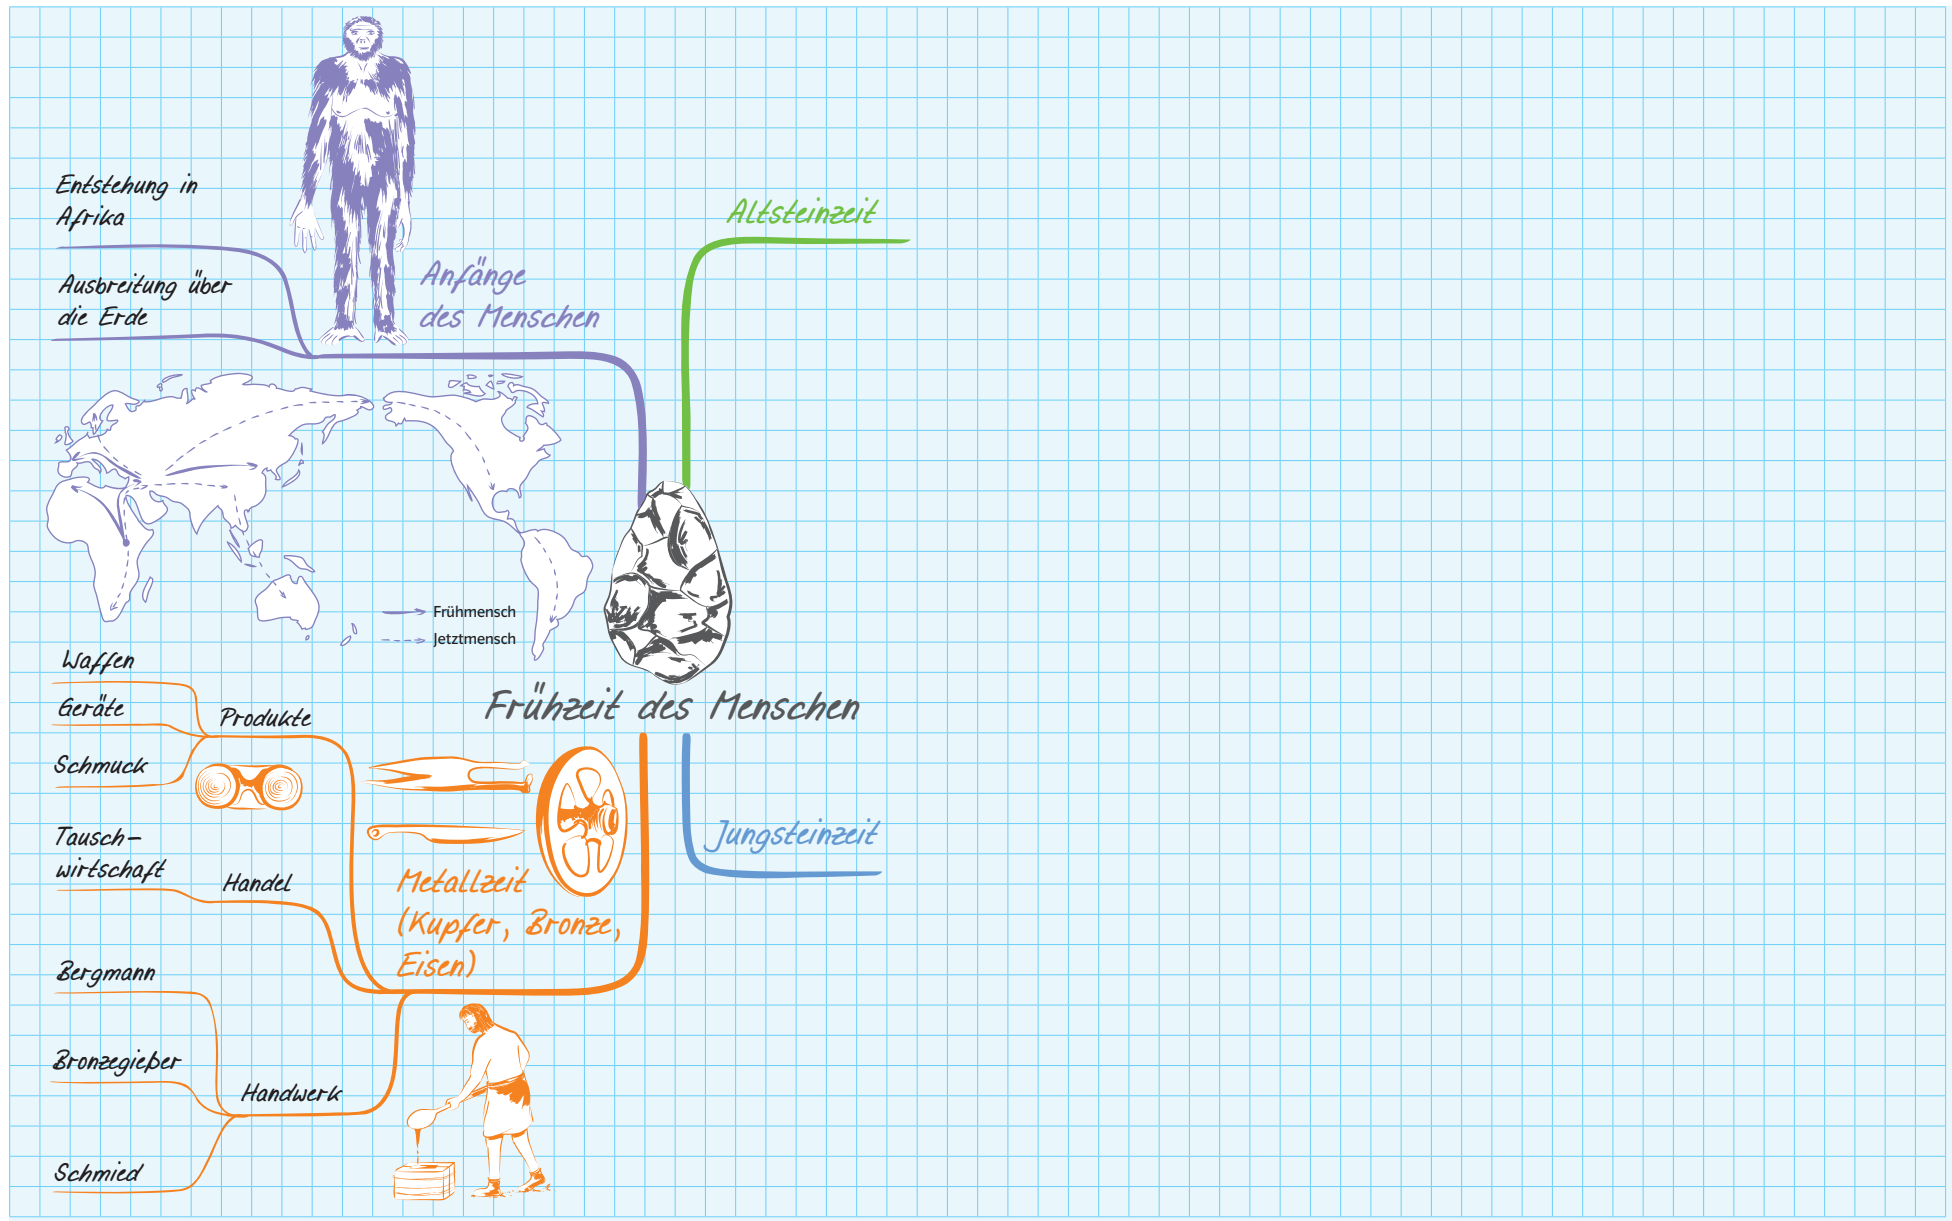 Entstehung in
Afrika
Ausbreitung über
die Erde
Anfänge
des Menschen
Altsteinzeit
Frühmensch
Jetztmensch
Frühzeit des Menschen
Waffen
Geräte
Schmuck
Produkte
Tausch-
wirtschaft
Handel
Metallzeit
(Kupfer, Bronze,
Eisen)
Jungsteinzeit
Bergmann
Bronzegießer
Schmied
Handwerk